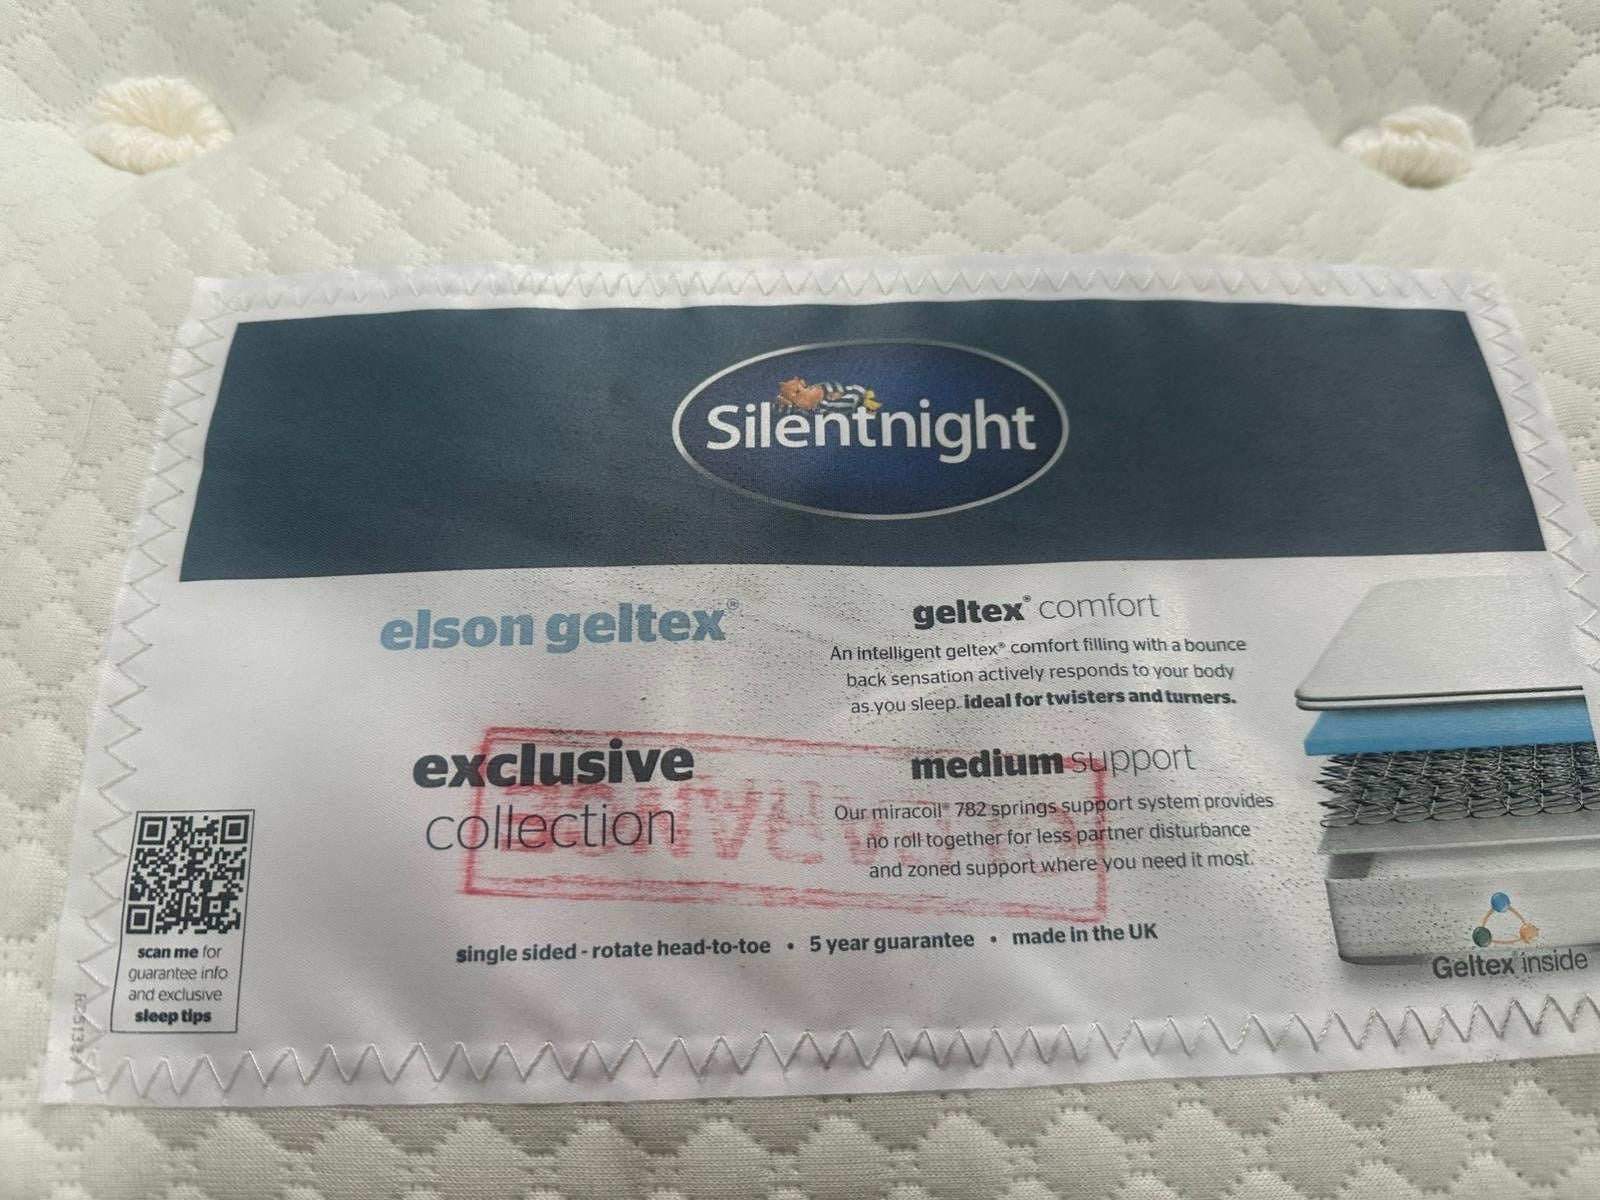 Silentnight
elson geltex®
geltex® comfort
An intelligent geltex® comfort filling with a bounce
back sensation actively responds to your body
as you sleep. ideal for twisters and turners.
exclusive
collection
medium support
Our miracoil® 782 springs support system provides
no roll together for less partner disturbance
and zoned support where you need it most.
single sided - rotate head-to-toe • 5 year guarantee • made in the UK
scan me for
guarantee info
and exclusive
sleep tips
Geltex® inside